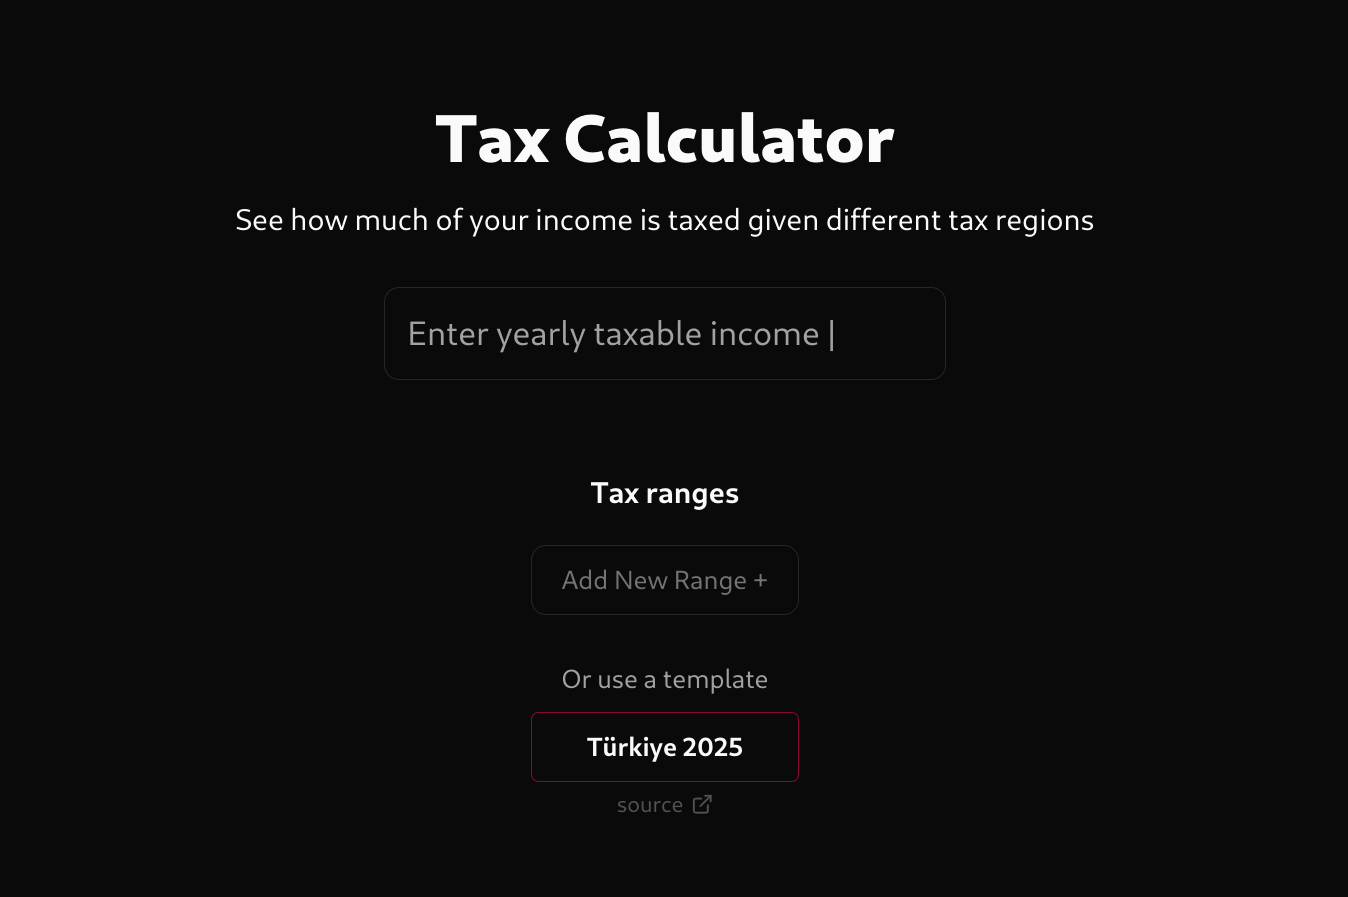 Tax Calculator
See how much of your income is taxed given different tax regions
Enter yearly taxable income |
Tax ranges
Add New Range +
Or use a template
Türkiye 2025
source